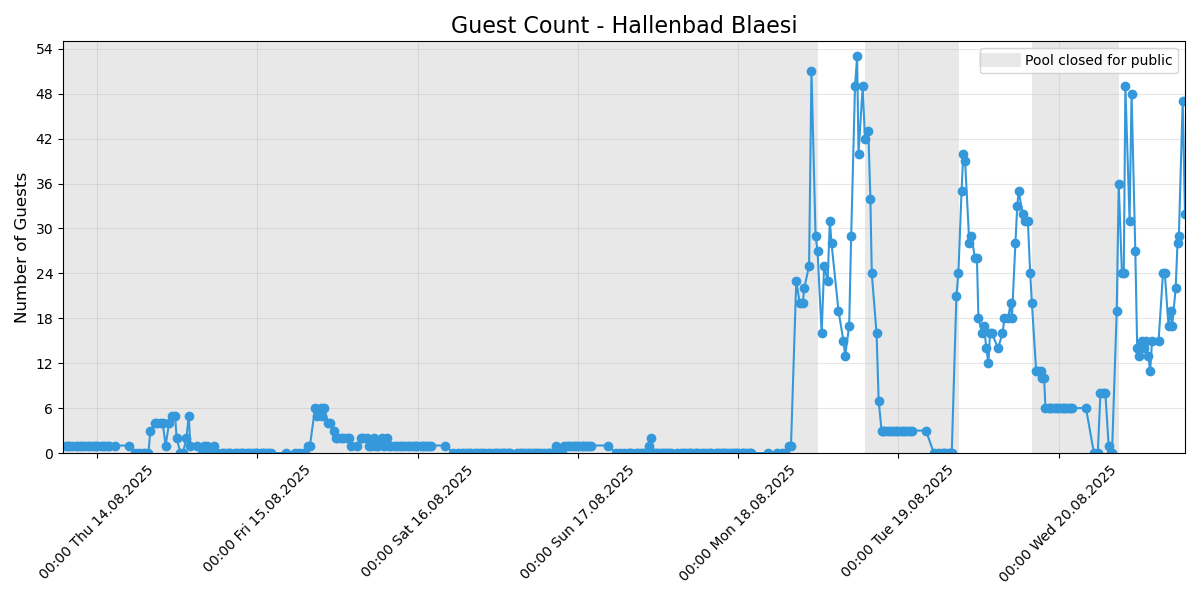 Guest Count - Hallenbad Blaesi
Pool closed for public
Number of Guests
54
48
42
36
30
24
18
12
6
0
00:00 Thu 14.08.2025
00:00 Fri 15.08.2025
00:00 Sat 16.08.2025
00:00 Sun 17.08.2025
00:00 Mon 18.08.2025
00:00 Tue 19.08.2025
00:00 Wed 20.08.2025